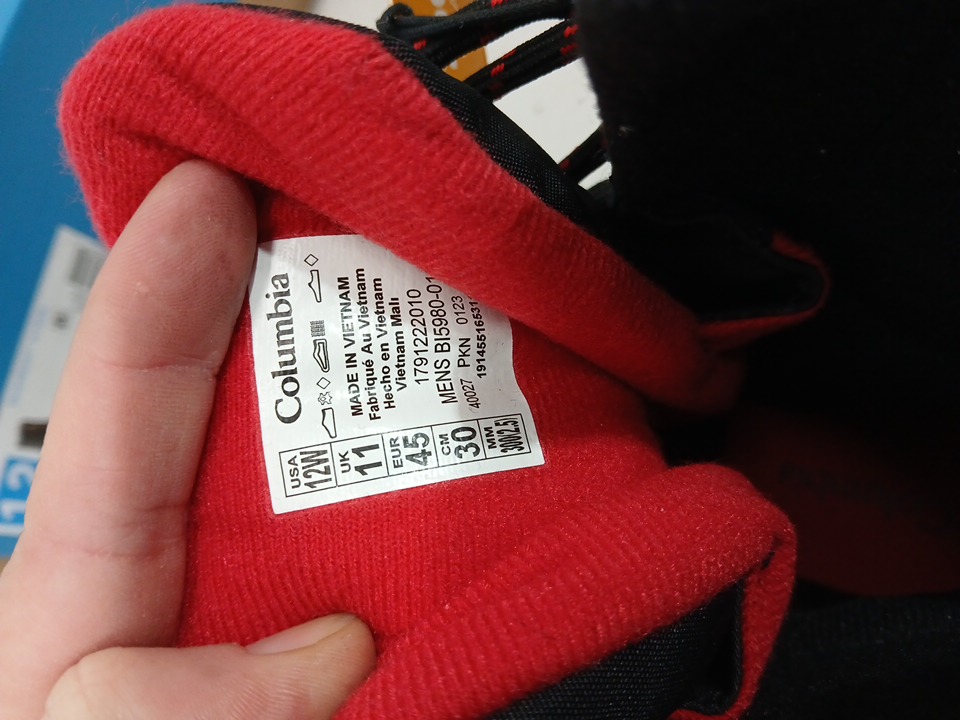 Columbia
MADE IN VIETNAM
Fabriqué Au Vietnam
Hecho en Vietnam
Vietnam Malı
1791222010
MENS BI5980-01
40027 PKN 0123
USA
12W
UK
11
EUR
45
CM
30
MM
300/2.5
12